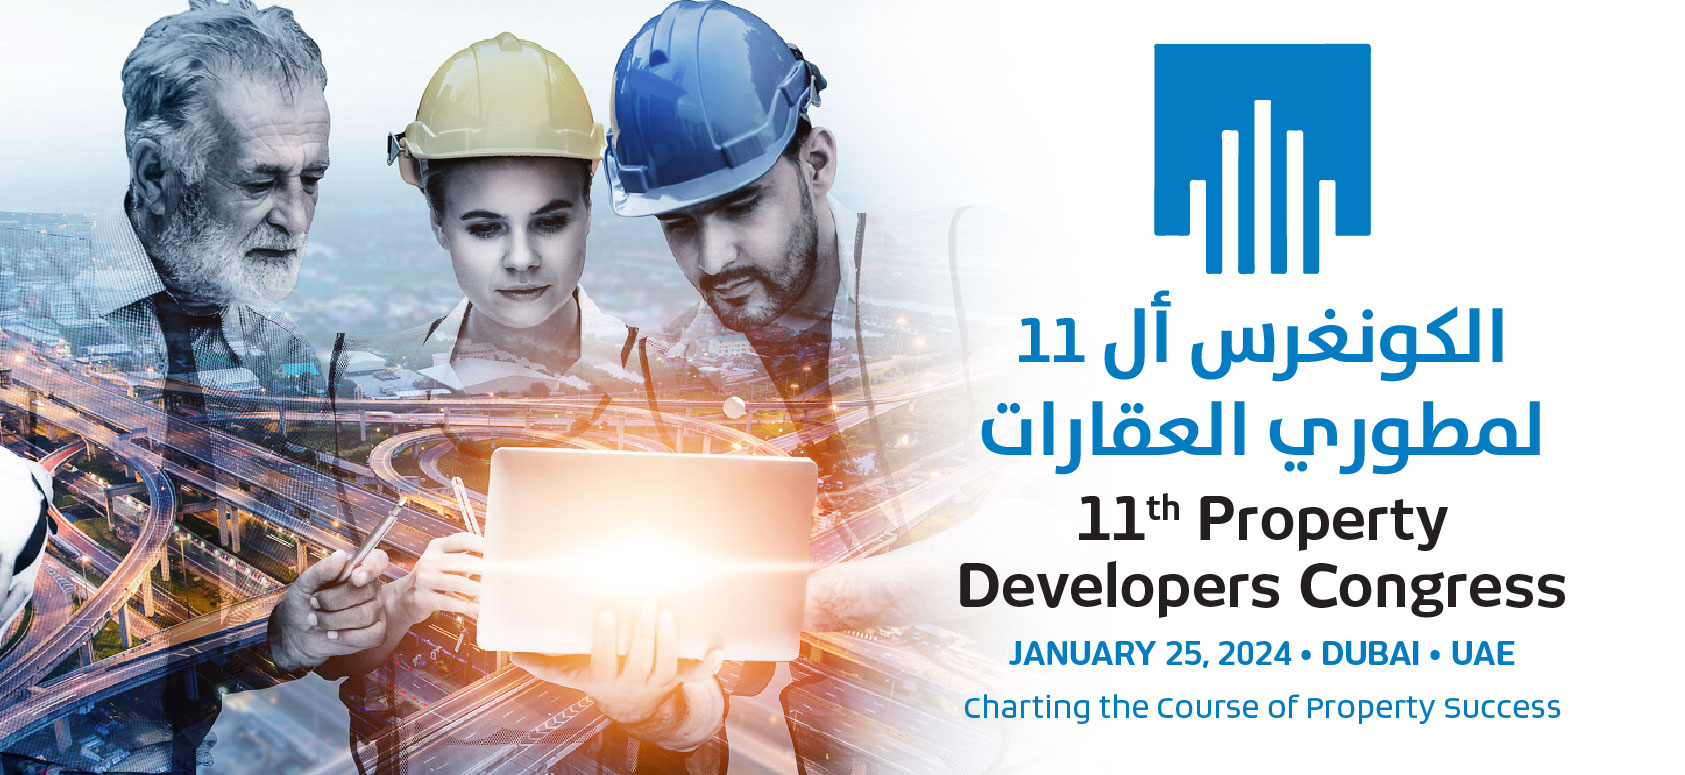 الكونغرس أل 11
لمطوري العقارات
11th Property
Developers Congress
JANUARY 25, 2024 • DUBAI • UAE
Charting the Course of Property Success